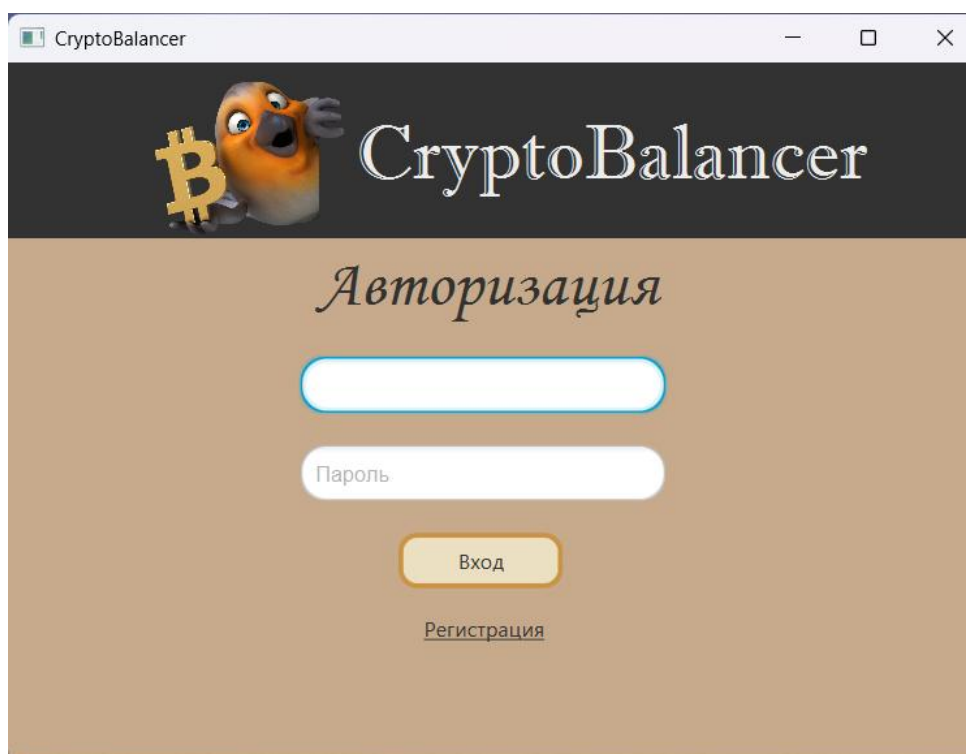 CryptoBalancer
CryptoBalancer
Авторизация
Пароль
Вход
Регистрация